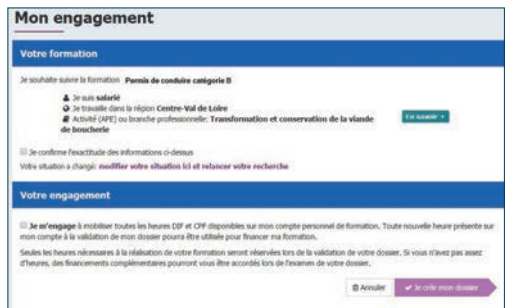 Mon engagement
Votre formation
Je souhaite suivre la formation Permis de conduire catégorie B
Je suis salarié
Je travaille dans la région Centre-Val de Loire
Activité (APE) ou branche professionnelle: Transformation et conservation de la viande
de boucherie
En savoir +
Je confirme l'exactitude des informations ci-dessus
Votre situation a changé: modifier votre situation ici et relancer votre recherche
Votre engagement
Je m'engage à mobiliser toutes les heures DIF et CPF disponibles sur mon compte personnel de formation. Toute nouvelle heure présente sur
mon compte à la validation de mon dossier pourra être utilisée pour financer ma formation.
Seules les heures nécessaires à la réalisation de votre formation seront réservées lors de la validation de votre dossier. Si vous n'avez pas assez
d'heures, des financements complémentaires pourront vous être accordés lors de l'examen de votre dossier.
Annuler
Je crée mon dossier